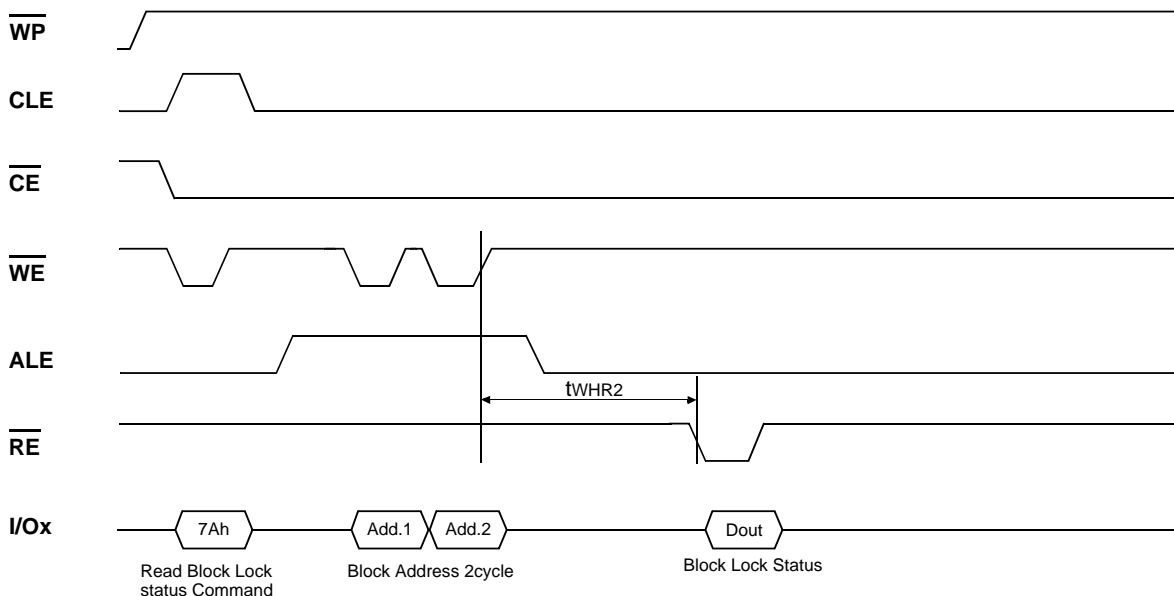 WP
CLE
CE
WE
ALE
tWHR2
RE
I/Ox
7Ah
Add.1
Add.2
Dout
Read Block Lock
status Command
Block Address 2cycle
Block Lock Status